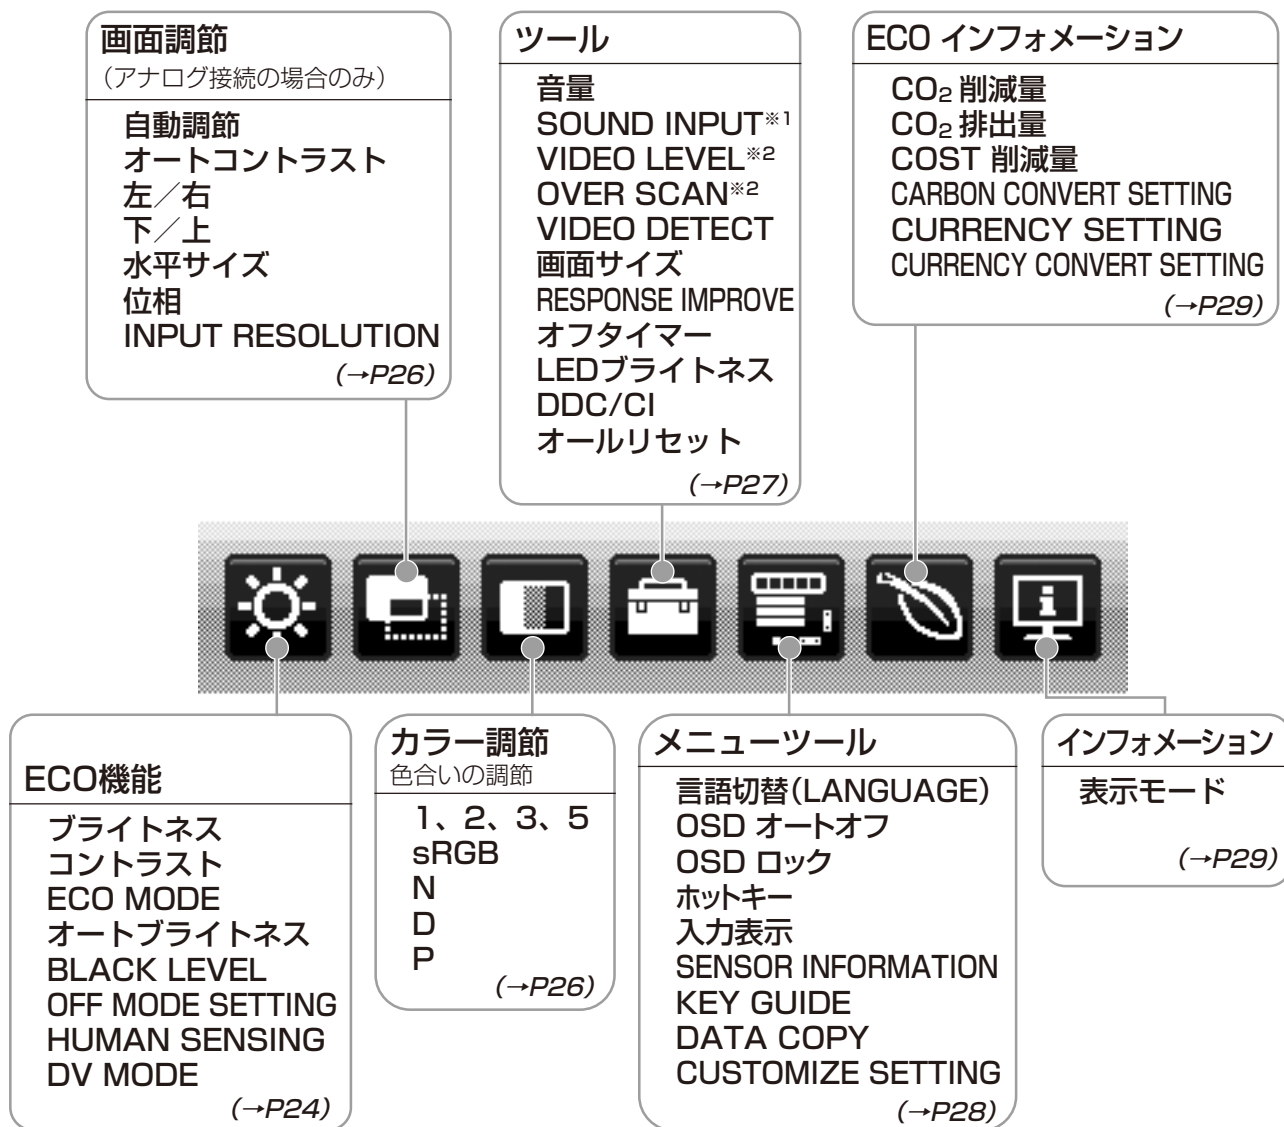 画面調節
（アナログ接続の場合のみ）
自動調節
オートコントラスト
左／右
下／上
水平サイズ
位相
INPUT RESOLUTION
(→P26)
ツール
音量
SOUND INPUT※1
VIDEO LEVEL※2
OVER SCAN※2
VIDEO DETECT
画面サイズ
RESPONSE IMPROVE
オフタイマー
LEDブライトネス
DDC/CI
オールリセット
(→P27)
ECO インフォメーション
CO₂ 削減量
CO₂ 排出量
COST 削減量
CARBON CONVERT SETTING
CURRENCY SETTING
CURRENCY CONVERT SETTING
(→P29)
ECO機能
ブライトネス
コントラスト
ECO MODE
オートブライトネス
BLACK LEVEL
OFF MODE SETTING
HUMAN SENSING
DV MODE
(→P24)
カラー調節
色合いの調節
1、2、3、5
sRGB
N
D
P
(→P26)
メニューツール
言語切替（LANGUAGE）
OSD オートオフ
OSD ロック
ホットキー
入力表示
SENSOR INFORMATION
KEY GUIDE
DATA COPY
CUSTOMIZE SETTING
(→P28)
インフォメーション
表示モード
(→P29)